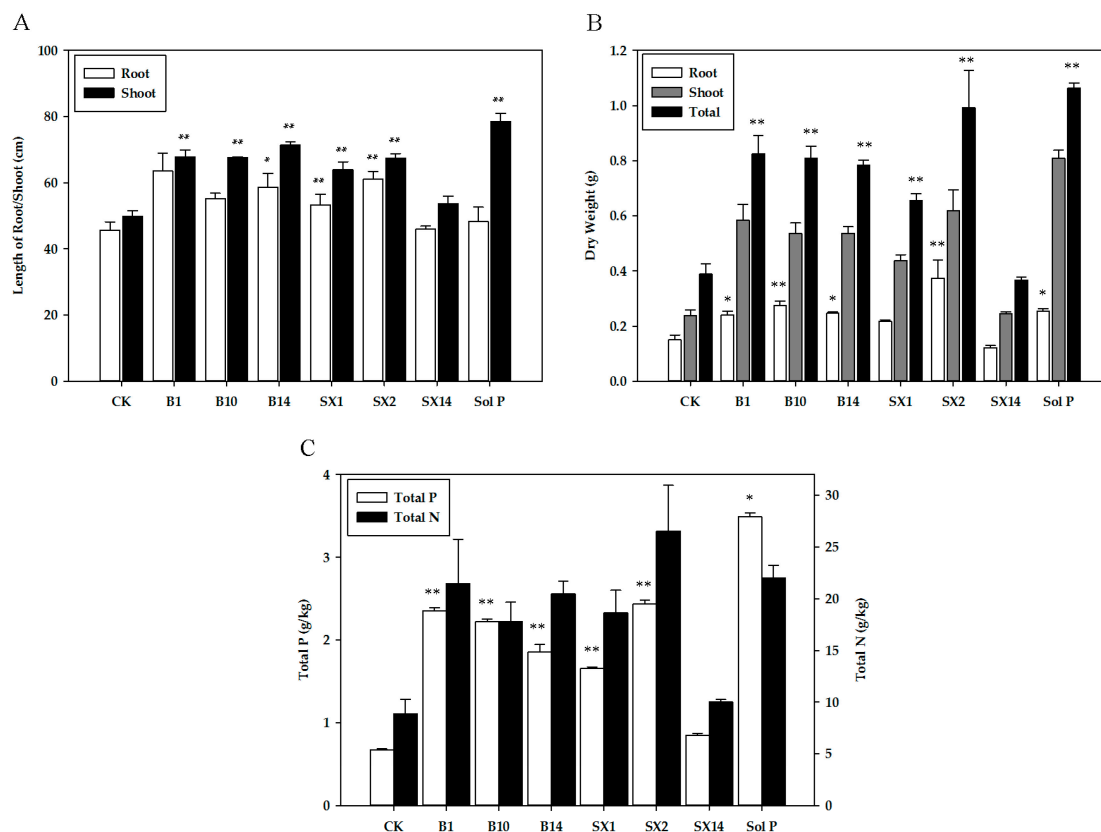 A
100
80
60
40
20
0
Length of Root/Shoot (cm)
Root
Shoot
** ** * ** ** ** ** ** **
CK B1 B10 B14 SX1 SX2 SX14 Sol P
B
1.2
1.0
0.8
0.6
0.4
0.2
0.0
Dry Weight (g)
Root
Shoot
Total
* ** ** ** * ** ** ** ** * **
CK B1 B10 B14 SX1 SX2 SX14 Sol P
C
4
3
2
1
0
Total P (g/kg)
Total P
Total N
** ** ** ** ** *
30
25
20
15
10
5
0
Total N (g/kg)
CK B1 B10 B14 SX1 SX2 SX14 Sol P